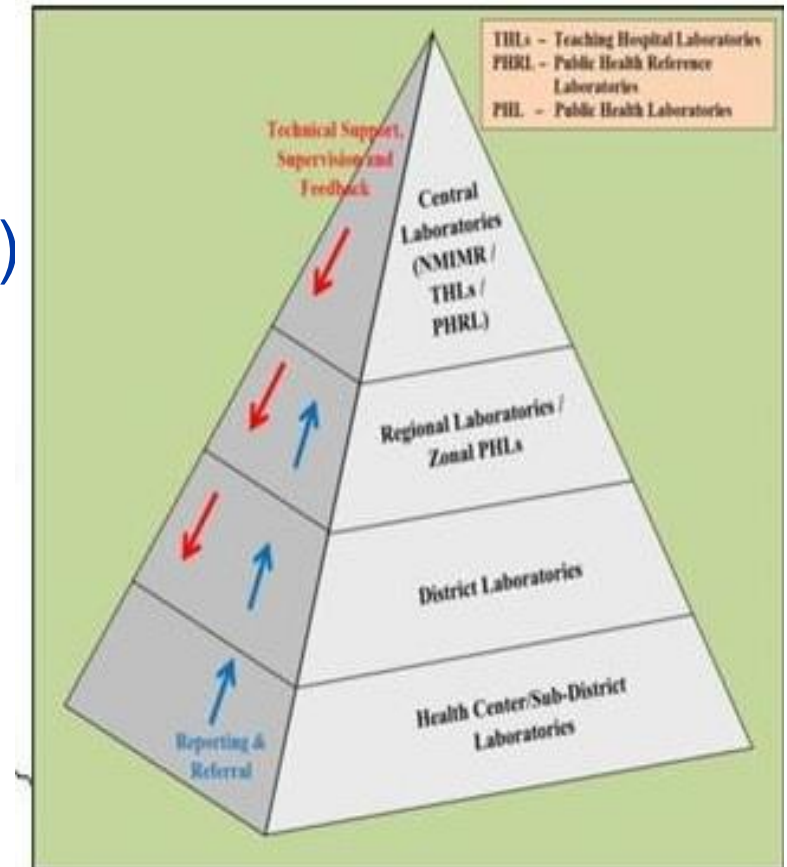 THLs – Teaching Hospital Laboratories
PHRL – Public Health Reference
Laboratories
PHL – Public Health Laboratories
Technical Support,
Supervision and
Feedback
Central
Laboratories
(NMIMR /
THLs /
PHRL)
)
Regional Laboratories /
Zonal PHLs
District Laboratories
Health Center/Sub-District
Laboratories
Reporting &
Referral